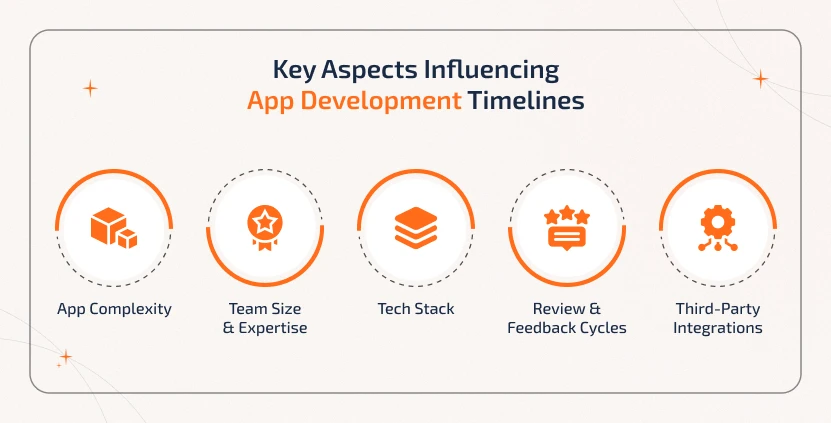 Key Aspects Influencing
App Development Timelines
App Complexity
Team Size
& Expertise
Tech Stack
Review &
Feedback Cycles
Third-Party
Integrations